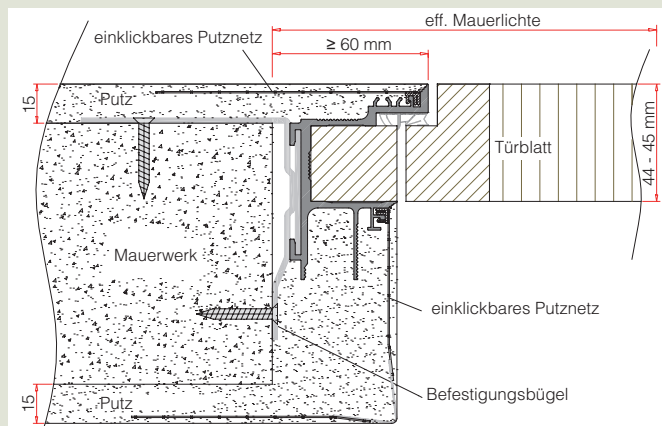 eff. Mauerlichte
einklickbares Putznetz
≥ 60 mm
15
Putz
Türblatt
44 - 45 mm
Mauerwerk
einklickbares Putznetz
Befestigungsbügel
15
Putz